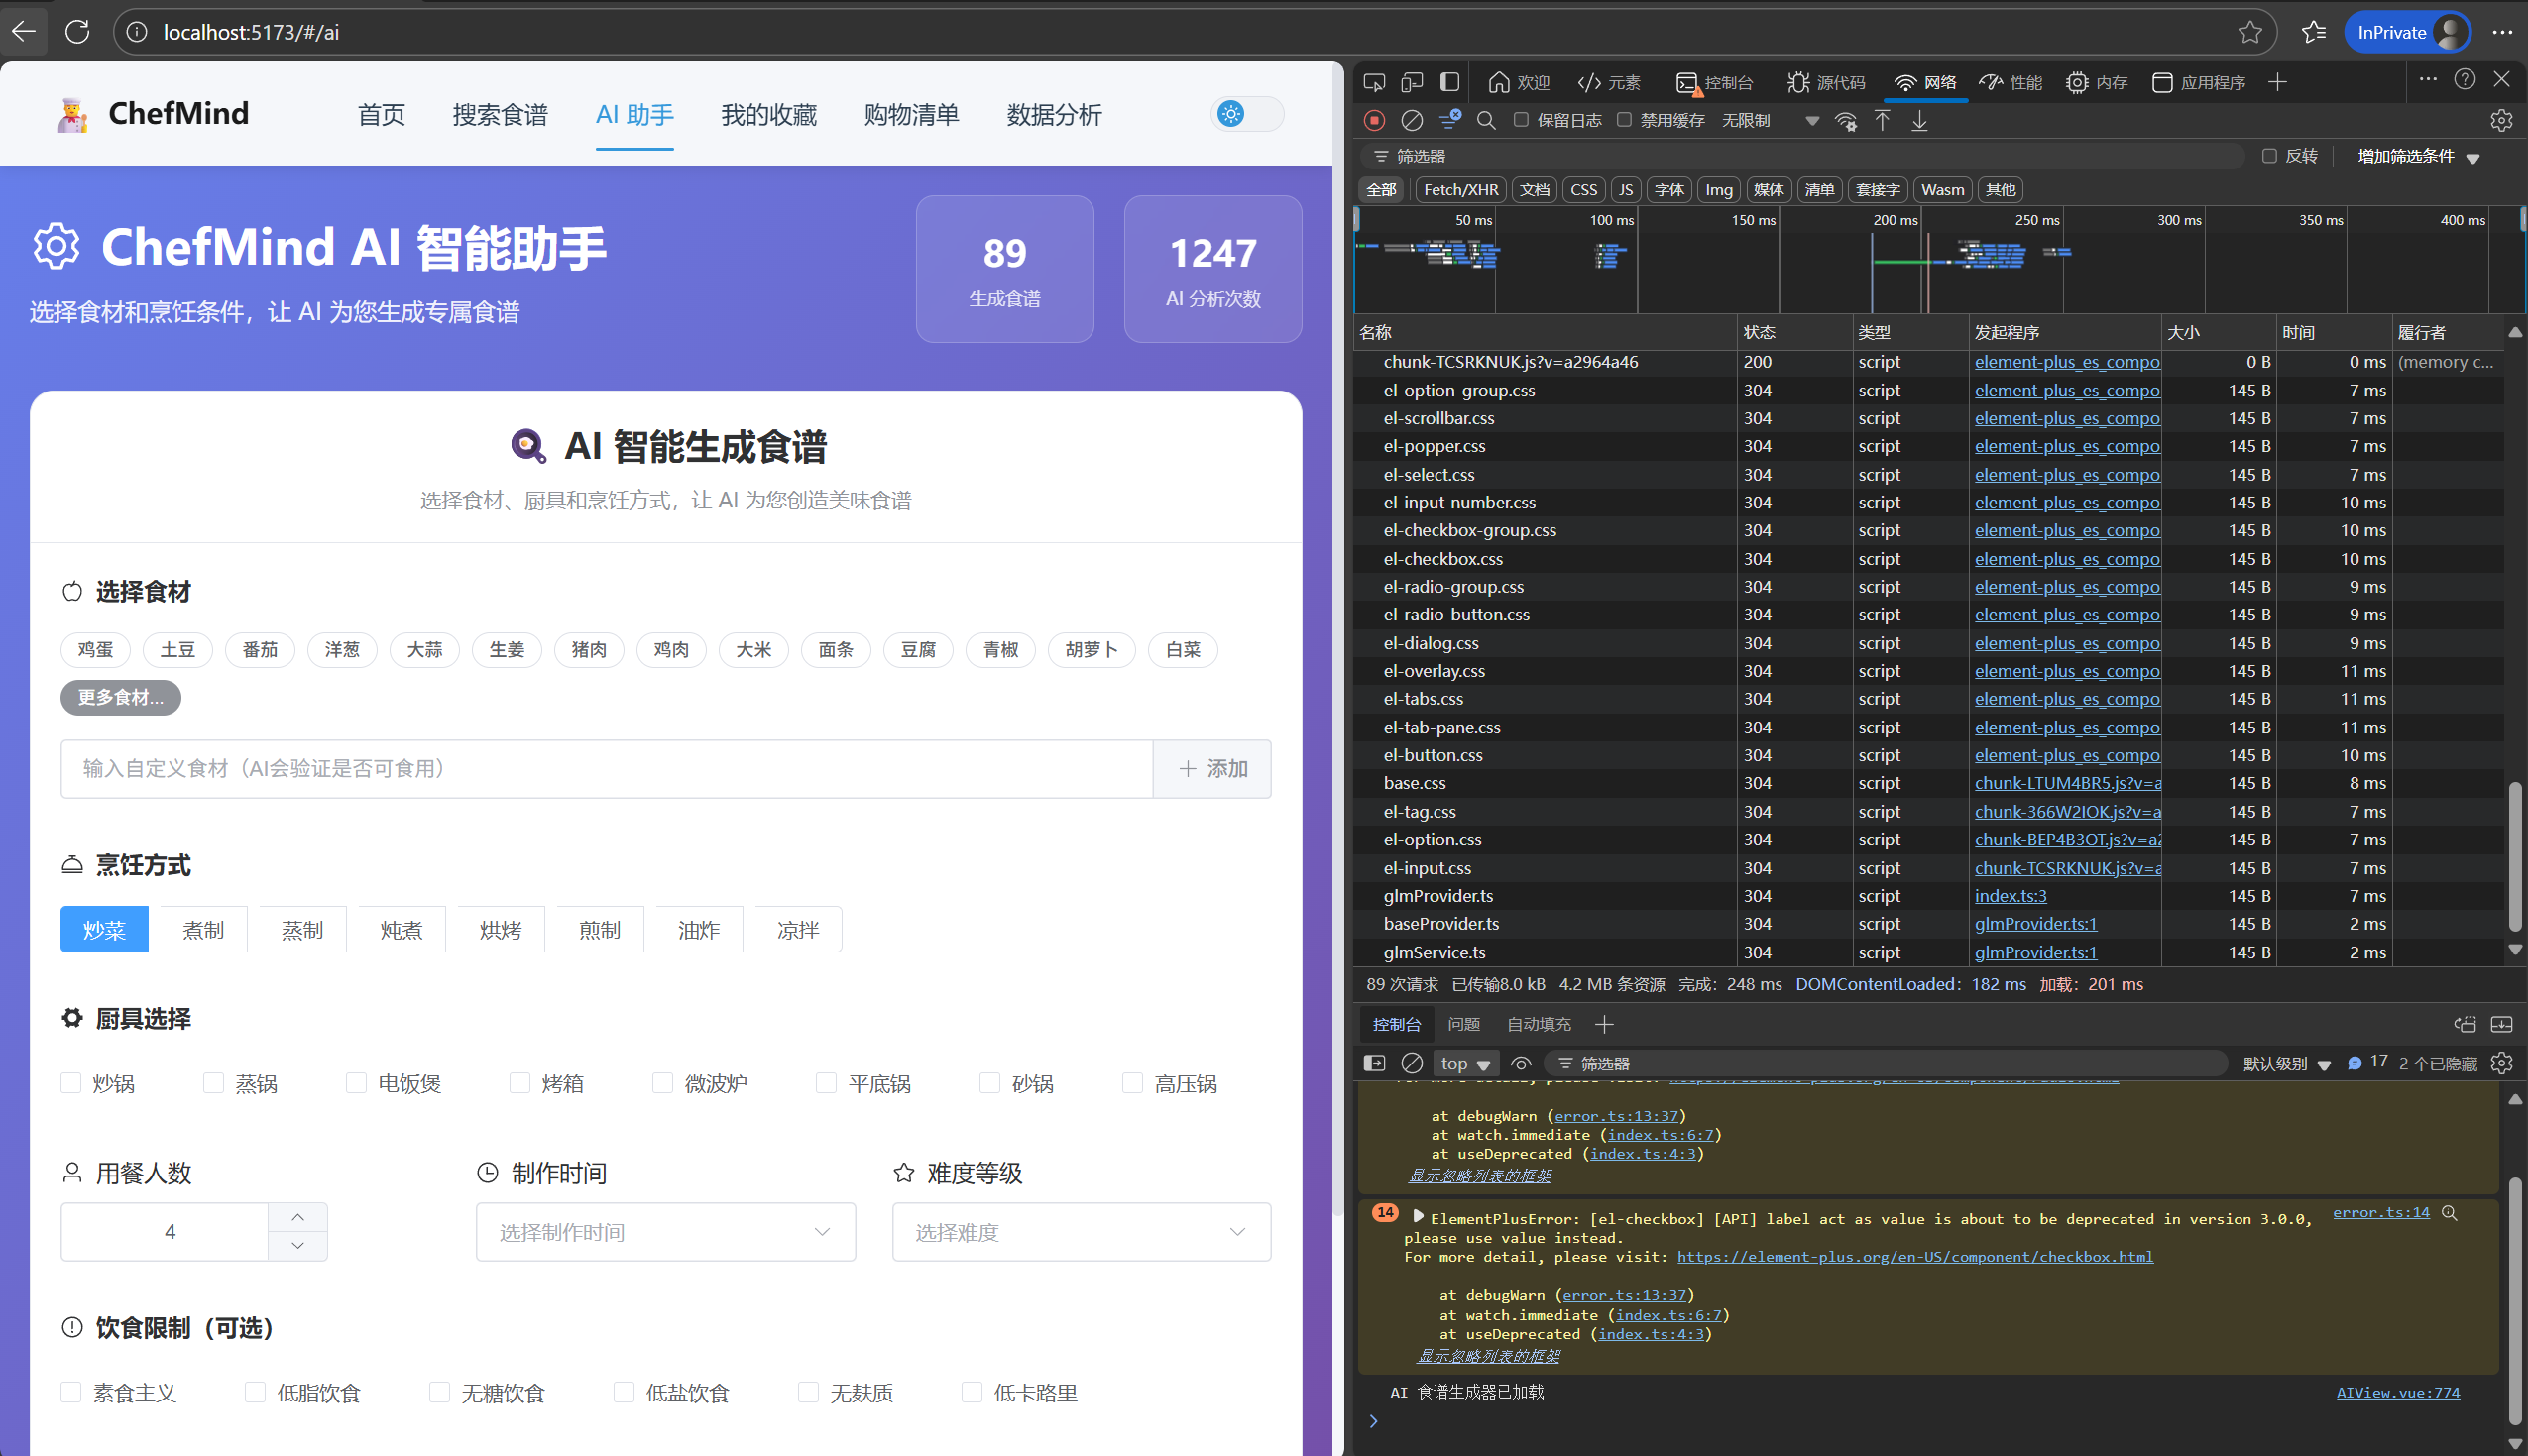 localhost:5173/#/ai
InPrivate
ChefMind
首页
搜索食谱
AI 助手
我的收藏
购物清单
数据分析
ChefMind AI 智能助手
选择食材和烹饪条件，让 AI 为您生成专属食谱
89
生成食谱
1247
AI 分析次数
AI 智能生成食谱
选择食材、厨具和烹饪方式，让 AI 为您创造美味食谱
选择食材
鸡蛋 土豆 番茄 洋葱 大蒜 生姜 猪肉 鸡肉 大米 面条 豆腐 青椒 胡萝卜 白菜
更多食材...
输入自定义食材（AI会验证是否可食用）
添加
烹饪方式
炒菜 煮制 蒸制 炖煮 烘烤 煎制 油炸 凉拌
厨具选择
炒锅 蒸锅 电饭煲 烤箱 微波炉 平底锅 砂锅 高压锅
用餐人数 制作时间 难度等级
4 选择制作时间 选择难度
饮食限制（可选）
素食主义 低脂饮食 无糖饮食 低盐饮食 无麸质 低卡路里
欢迎 元素 控制台 源代码 网络 性能 内存 应用程序
保留日志 禁用缓存 无限制
筛选器 反转 增加筛选条件
全部 Fetch/XHR 文档 CSS JS 字体 Img 媒体 清单 套接字 Wasm 其他
50 ms 100 ms 150 ms 200 ms 250 ms 300 ms 350 ms 400 ms
名称 状态 类型 发起程序 大小 时间 履行者
chunk-TCSRKNUK.js?v=a2964a46 200 script element-plus_es_compo 0 B 0 ms (memory c...
el-option-group.css 304 script element-plus_es_compo 145 B 7 ms
el-scrollbar.css 304 script element-plus_es_compo 145 B 7 ms
el-popper.css 304 script element-plus_es_compo 145 B 7 ms
el-select.css 304 script element-plus_es_compo 145 B 7 ms
el-input-number.css 304 script element-plus_es_compo 145 B 10 ms
el-checkbox-group.css 304 script element-plus_es_compo 145 B 10 ms
el-checkbox.css 304 script element-plus_es_compo 145 B 10 ms
el-radio-group.css 304 script element-plus_es_compo 145 B 9 ms
el-radio-button.css 304 script element-plus_es_compo 145 B 9 ms
el-dialog.css 304 script element-plus_es_compo 145 B 9 ms
el-overlay.css 304 script element-plus_es_compo 145 B 11 ms
el-tabs.css 304 script element-plus_es_compo 145 B 11 ms
el-tab-pane.css 304 script element-plus_es_compo 145 B 11 ms
el-button.css 304 script element-plus_es_compo 145 B 10 ms
base.css 304 script chunk-LTUM4BR5.js?v=a 145 B 8 ms
el-tag.css 304 script chunk-366W2IOK.js?v=a 145 B 7 ms
el-option.css 304 script chunk-BEP4B3OT.js?v=a2 145 B 7 ms
el-input.css 304 script chunk-TCSRKNUK.js?v=a 145 B 7 ms
glmProvider.ts 304 script index.ts:3 145 B 7 ms
baseProvider.ts 304 script glmProvider.ts:1 145 B 2 ms
glmService.ts 304 script glmProvider.ts:1 145 B 2 ms
89 次请求 已传输8.0 kB 4.2 MB 条资源 完成：248 ms DOMContentLoaded：182 ms 加载：201 ms
控制台 问题 自动填充
top 筛选器 默认级别 17 2 个已隐藏
at debugWarn (error.ts:13:37)
at watch.immediate (index.ts:6:7)
at useDeprecated (index.ts:4:3)
显示忽略列表的框架
14 ElementPlusError: [el-checkbox] [API] label act as value is about to be deprecated in version 3.0.0, error.ts:14
please use value instead.
For more detail, please visit: https://element-plus.org/en-US/component/checkbox.html
at debugWarn (error.ts:13:37)
at watch.immediate (index.ts:6:7)
at useDeprecated (index.ts:4:3)
显示忽略列表的框架
AI 食谱生成器已加载 AIView.vue:774